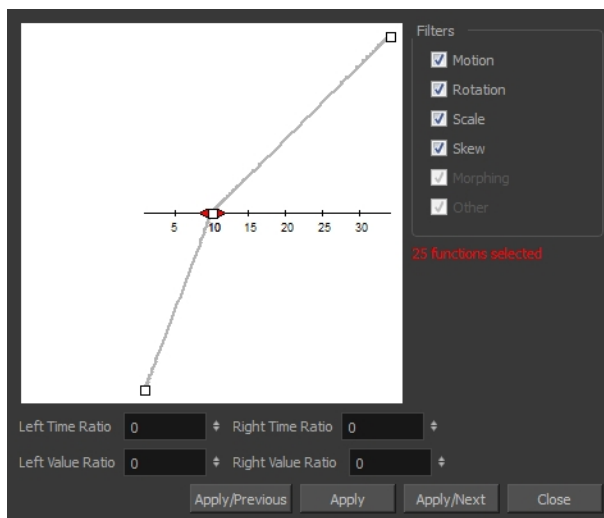 Filters
Motion
Rotation
Scale
Skew
Morphing
Other
25 functions selected
5 10 15 20 25 30
Left Time Ratio 0 Right Time Ratio 0
Left Value Ratio 0 Right Value Ratio 0
Apply/Previous Apply Apply/Next Close